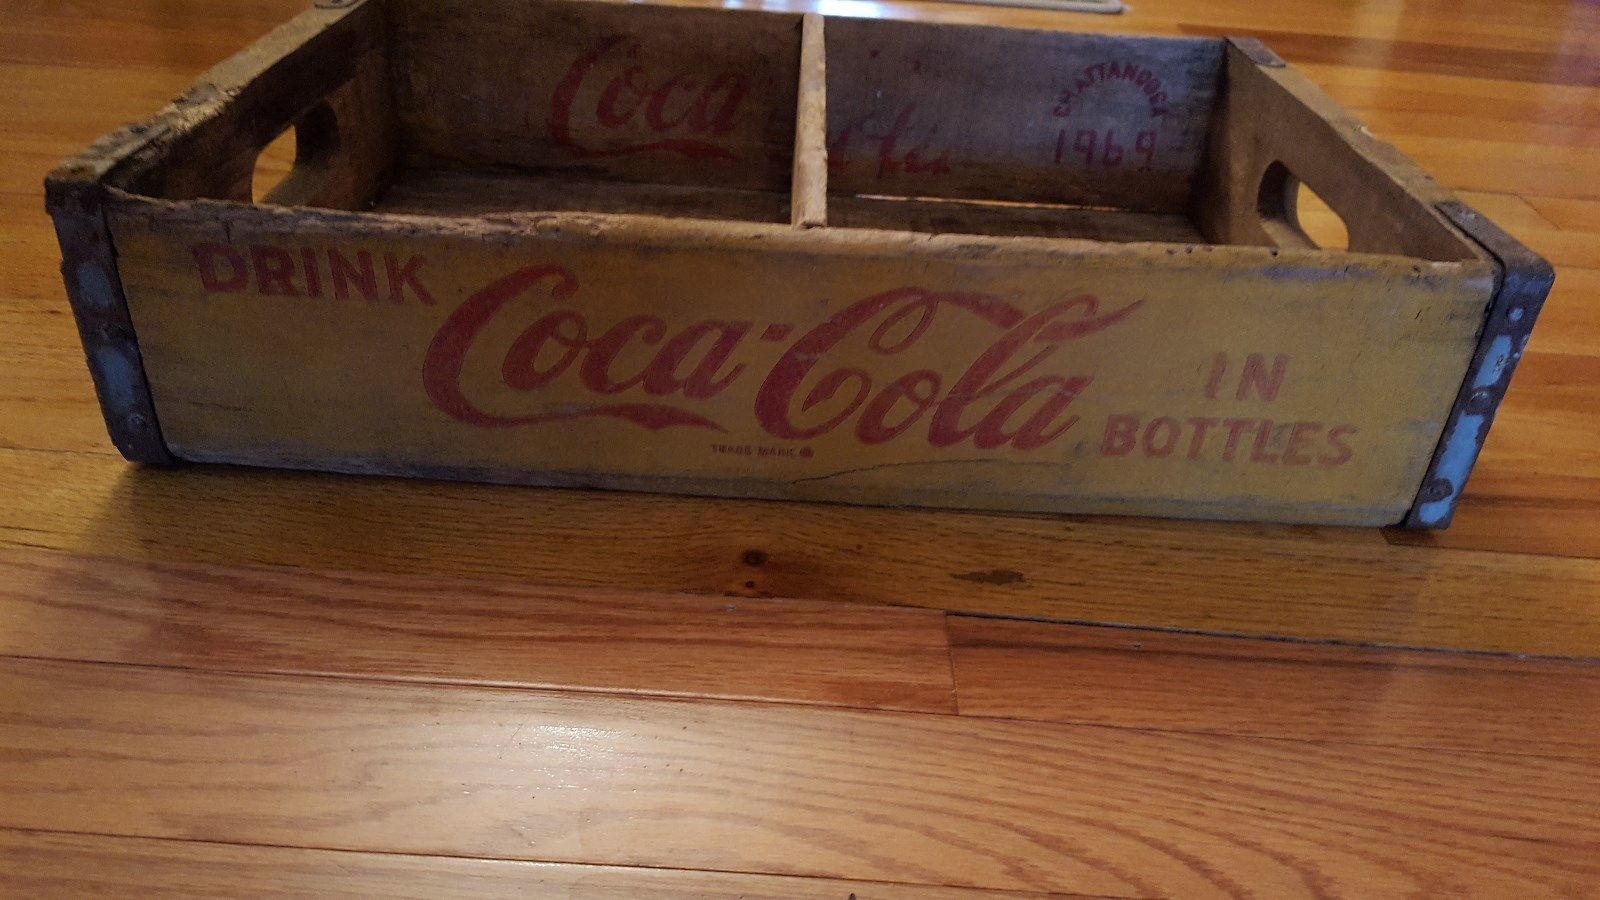 Coca
CHATTANOOGA
1969
DRINK Coca-Cola IN
BOTTLES
TRADE MARK ®